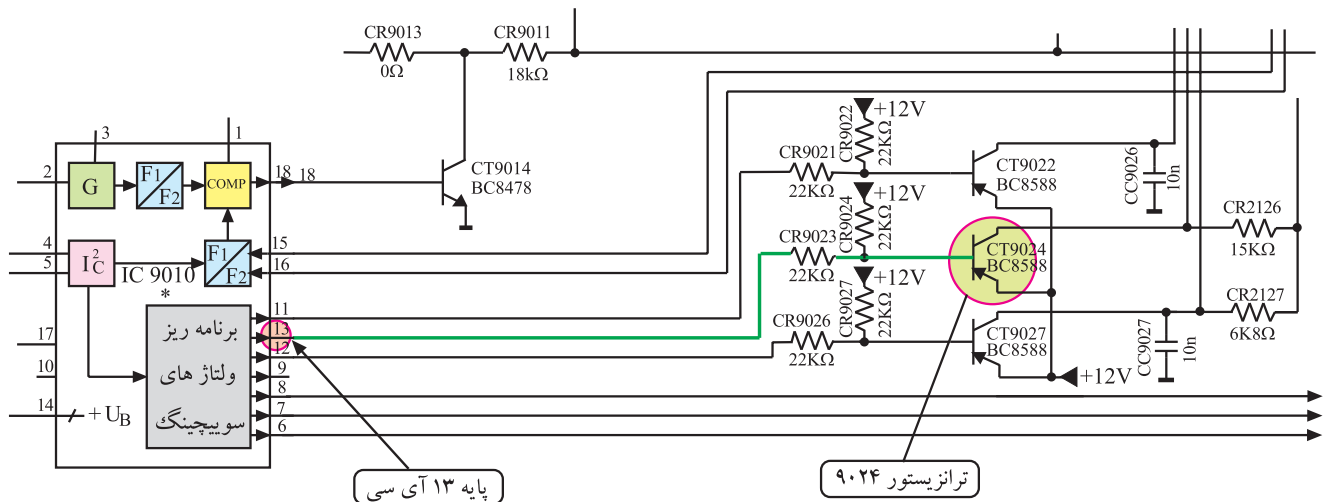 CR9013
0Ω
CR9011
18kΩ
3
1
2
G
F1
F2
COMP
18
18
CT9014
BC8478
+12V
CR9022
22KΩ
CR9021
22KΩ
CT9022
BC8588
CC9026
10n
4
5
I²C
IC 9010
*
F1
F2
15
16
+12V
CR9024
22KΩ
CR9023
22KΩ
CT9024
BC8588
CR2126
15KΩ
+12V
CR9027
22KΩ
CR9026
22KΩ
CT9027
BC8588
CC9027
10n
CR2127
6K8Ω
+12V
17
10
14
+UB
برنامه ریز
ولتاژ های
سوییچینگ
11
13
12
9
8
7
6
پایه ۱۳ آی سی
ترانزیستور ۹۰۲۴